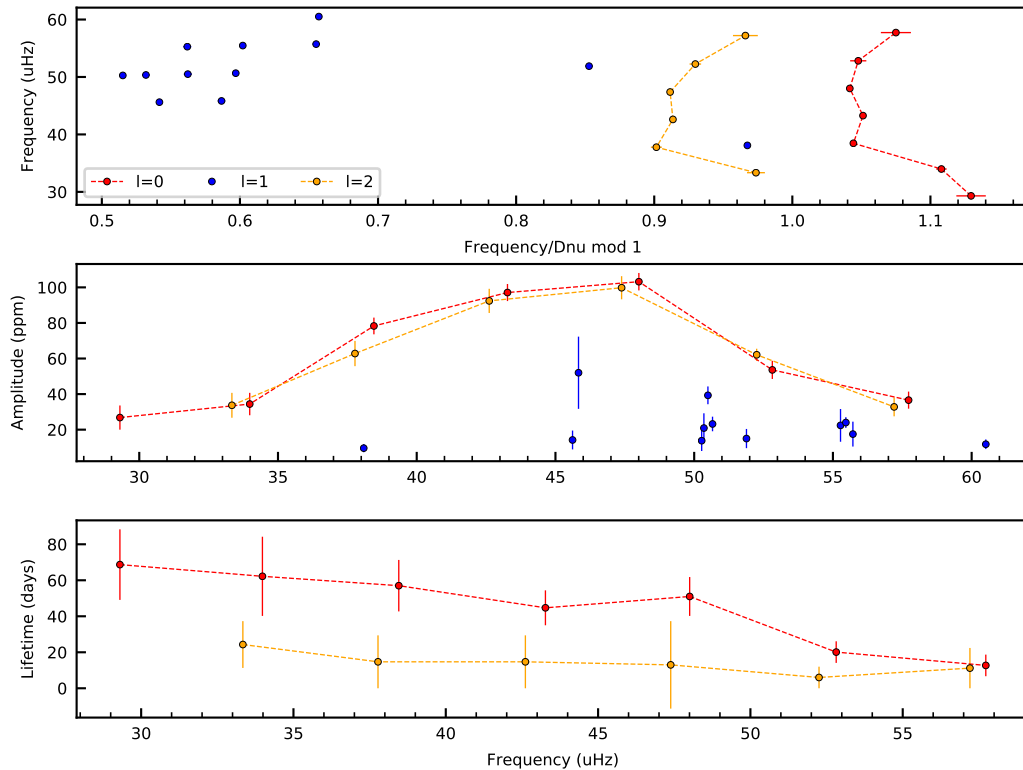 60
50
40
30
Frequency (uHz)
l=0 l=1 l=2
0.5 0.6 0.7 0.8 0.9 1.0 1.1
Frequency/Dnu mod 1
100
80
60
40
20
Amplitude (ppm)
30 35 40 45 50 55 60
80
60
40
20
0
Lifetime (days)
30 35 40 45 50 55
Frequency (uHz)